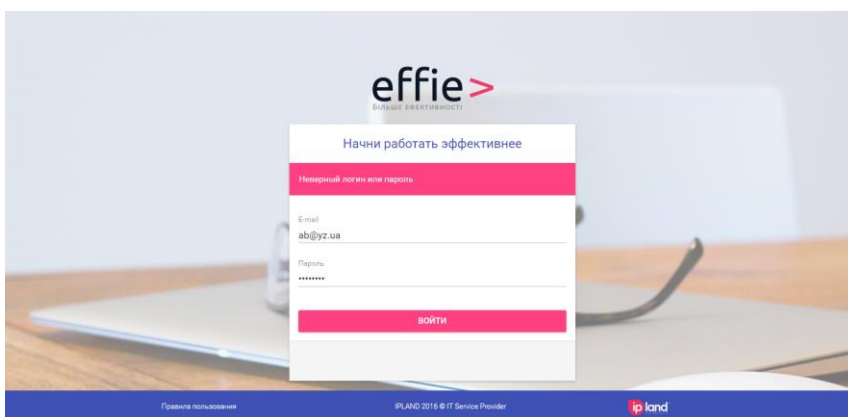 effie>
БІЛЬШЕ ЕФЕКТИВНОСТІ
Начни работать эффективнее
Неверный логин или пароль
E-mail
ab@yz.ua
Пароль
••••••••
ВОЙТИ
Правила пользования
IPLAND 2016 © IT Service Provider
ip land